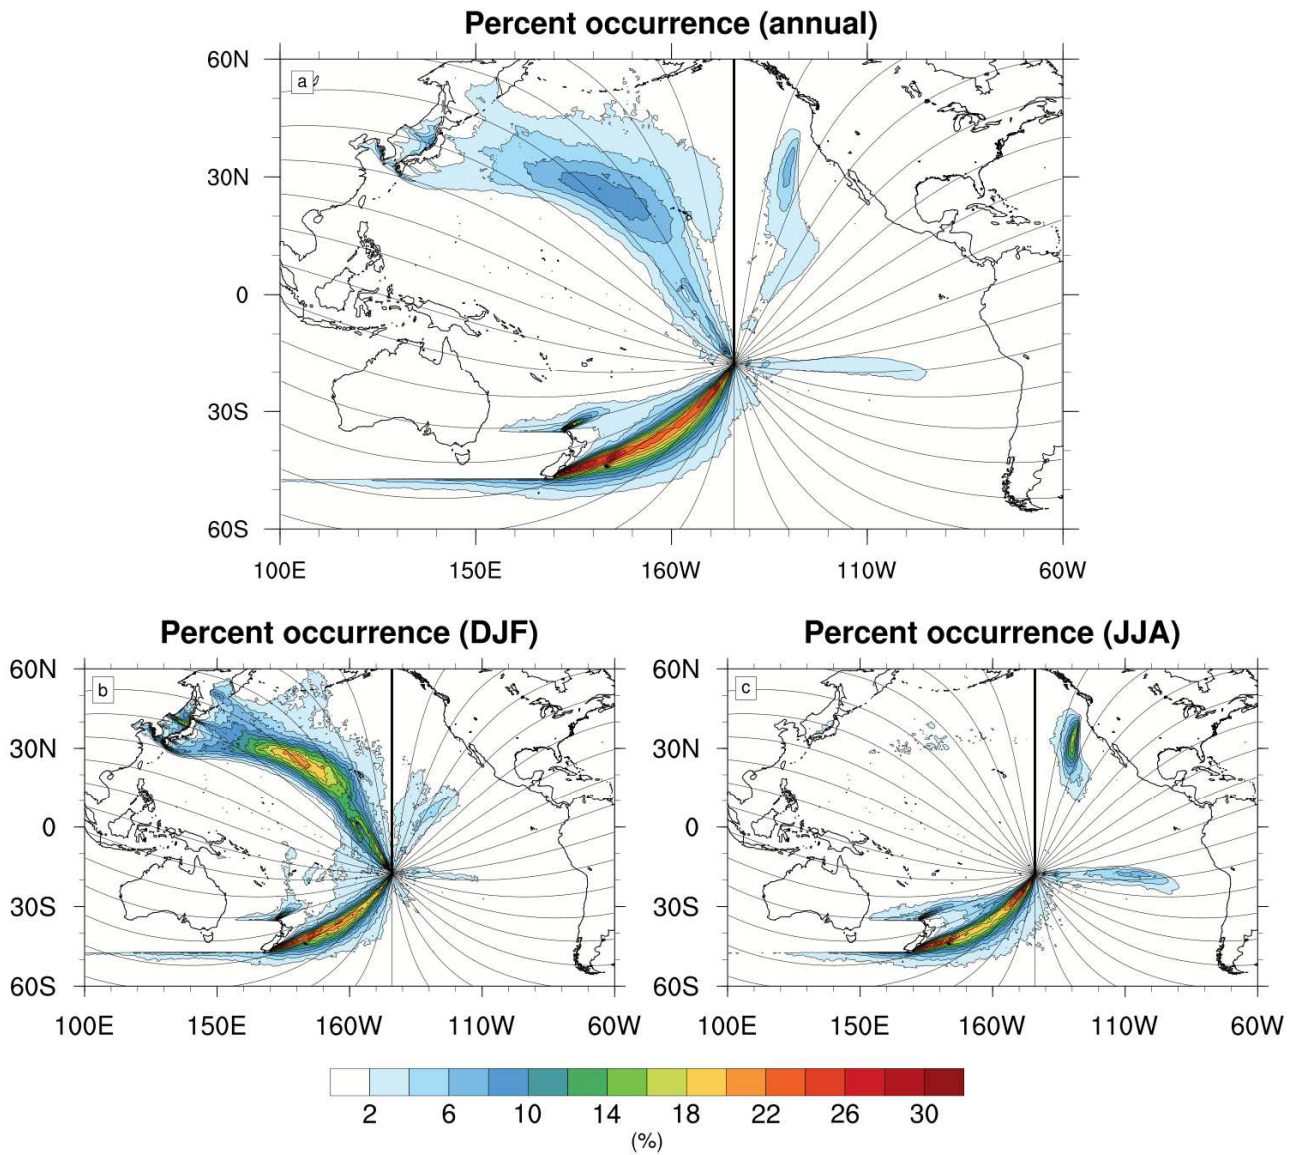 Percent occurrence (annual)
a
60N
30N
0
30S
60S
100E 150E 160W 110W 60W
Percent occurrence (DJF) Percent occurrence (JJA)
b
60N
30N
0
30S
60S
100E 150E 160W 110W 60W
c
60N
30N
0
30S
60S
100E 150E 160W 110W 60W
2 6 10 14 18 22 26 30
(%)